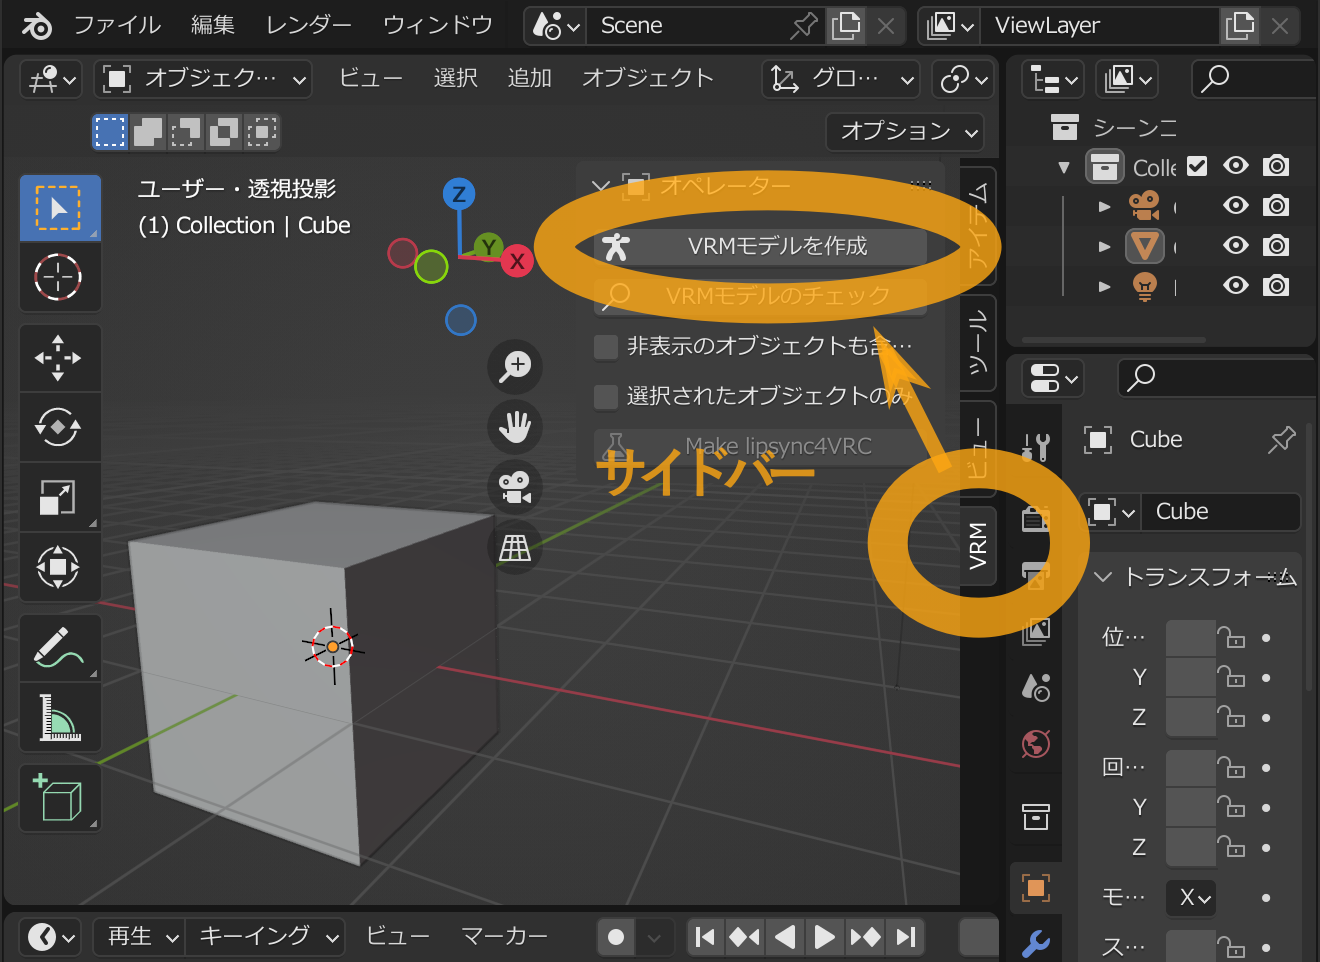 ファイル 編集 レンダー ウィンドウ Scene ViewLayer
オブジェク… ビュー 選択 追加 オブジェクト グロ…
オプション
シーンコ
Colle
ユーザー・透視投影
(1) Collection | Cube
Z
Y
X
オペレーター
VRMモデルを作成
VRMモデルのチェック
非表示のオブジェクトも含…
選択されたオブジェクトのみ
Make lipsync4VRC
サイドバー
アイテム
ツール
ビュー
VRM
Cube
Cube
トランスフォーム
位…
Y
Z
回…
Y
Z
モ… X
ス…
再生 キーイング ビュー マーカー